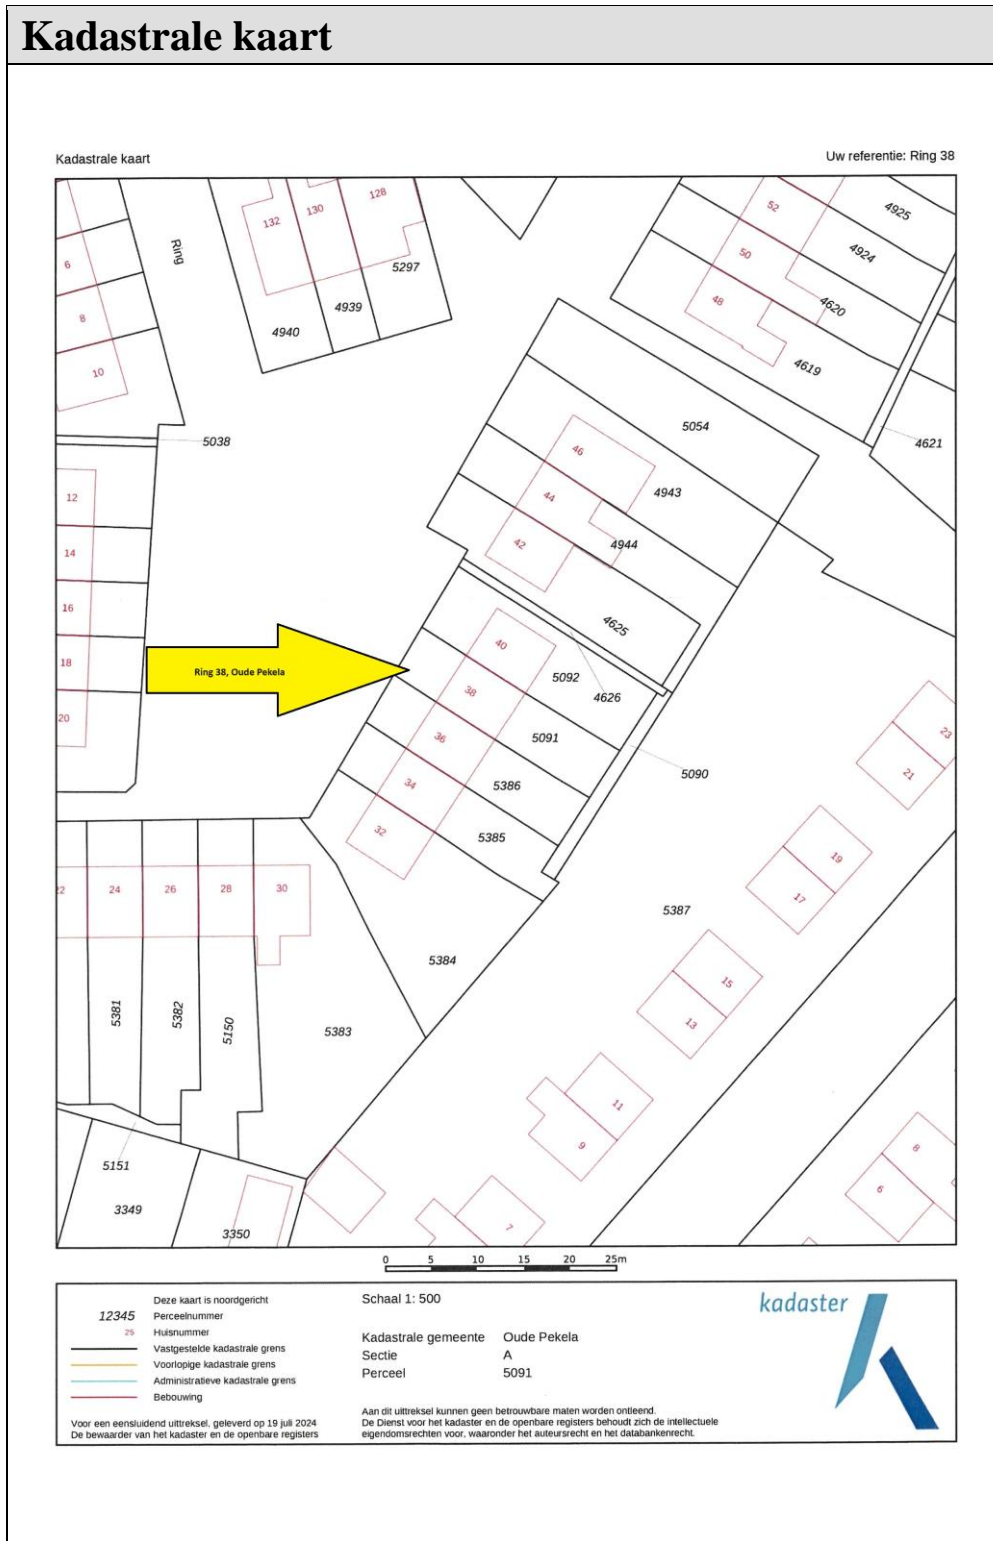 Kadastrale kaart
Kadastrale kaart
Uw referentie: Ring 38
52
4925
132
130
128
4924
Ring
50
6
5297
48
4620
4939
8
4940
4619
10
5054
5038
4621
46
4943
12
44
4944
42
14
16
4625
40
18
Ring 38, Oude Pekela
5092
38
4626
20
36
5091
23
5090
21
34
5386
32
5385
19
22
24
26
28
30
17
5387
5384
15
5381
5382
5150
5383
13
11
9
8
5151
6
3349
3350
7
0 5 10 15 20 25m
Deze kaart is noordgericht
12345 Perceelnummer
25 Huisnummer
Vastgestelde kadastrale grens
Voorlopige kadastrale grens
Administratieve kadastrale grens
Bebouwing
Voor een eensluidend uittreksel, geleverd op 19 juli 2024
De bewaarder van het kadaster en de openbare registers
Schaal 1: 500
Kadastrale gemeente Oude Pekela
Sectie A
Perceel 5091
Aan dit uittreksel kunnen geen betrouwbare maten worden ontleend.
De Dienst voor het kadaster en de openbare registers behoudt zich de intellectuele
eigendomsrechten voor, waaronder het auteursrecht en het databankenrecht.
kadaster